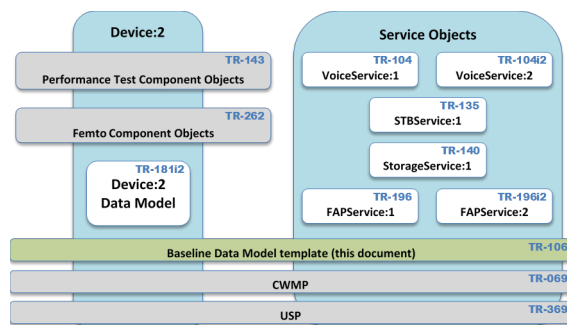 Device:2
Service Objects
TR-143
Performance Test Component Objects
TR-104
VoiceService:1
TR-104i2
VoiceService:2
TR-262
Femto Component Objects
TR-135
STBService:1
TR-140
StorageService:1
TR-181i2
Device:2
Data Model
TR-196
FAPService:1
TR-196i2
FAPService:2
TR-106
Baseline Data Model template (this document)
TR-069
CWMP
TR-369
USP